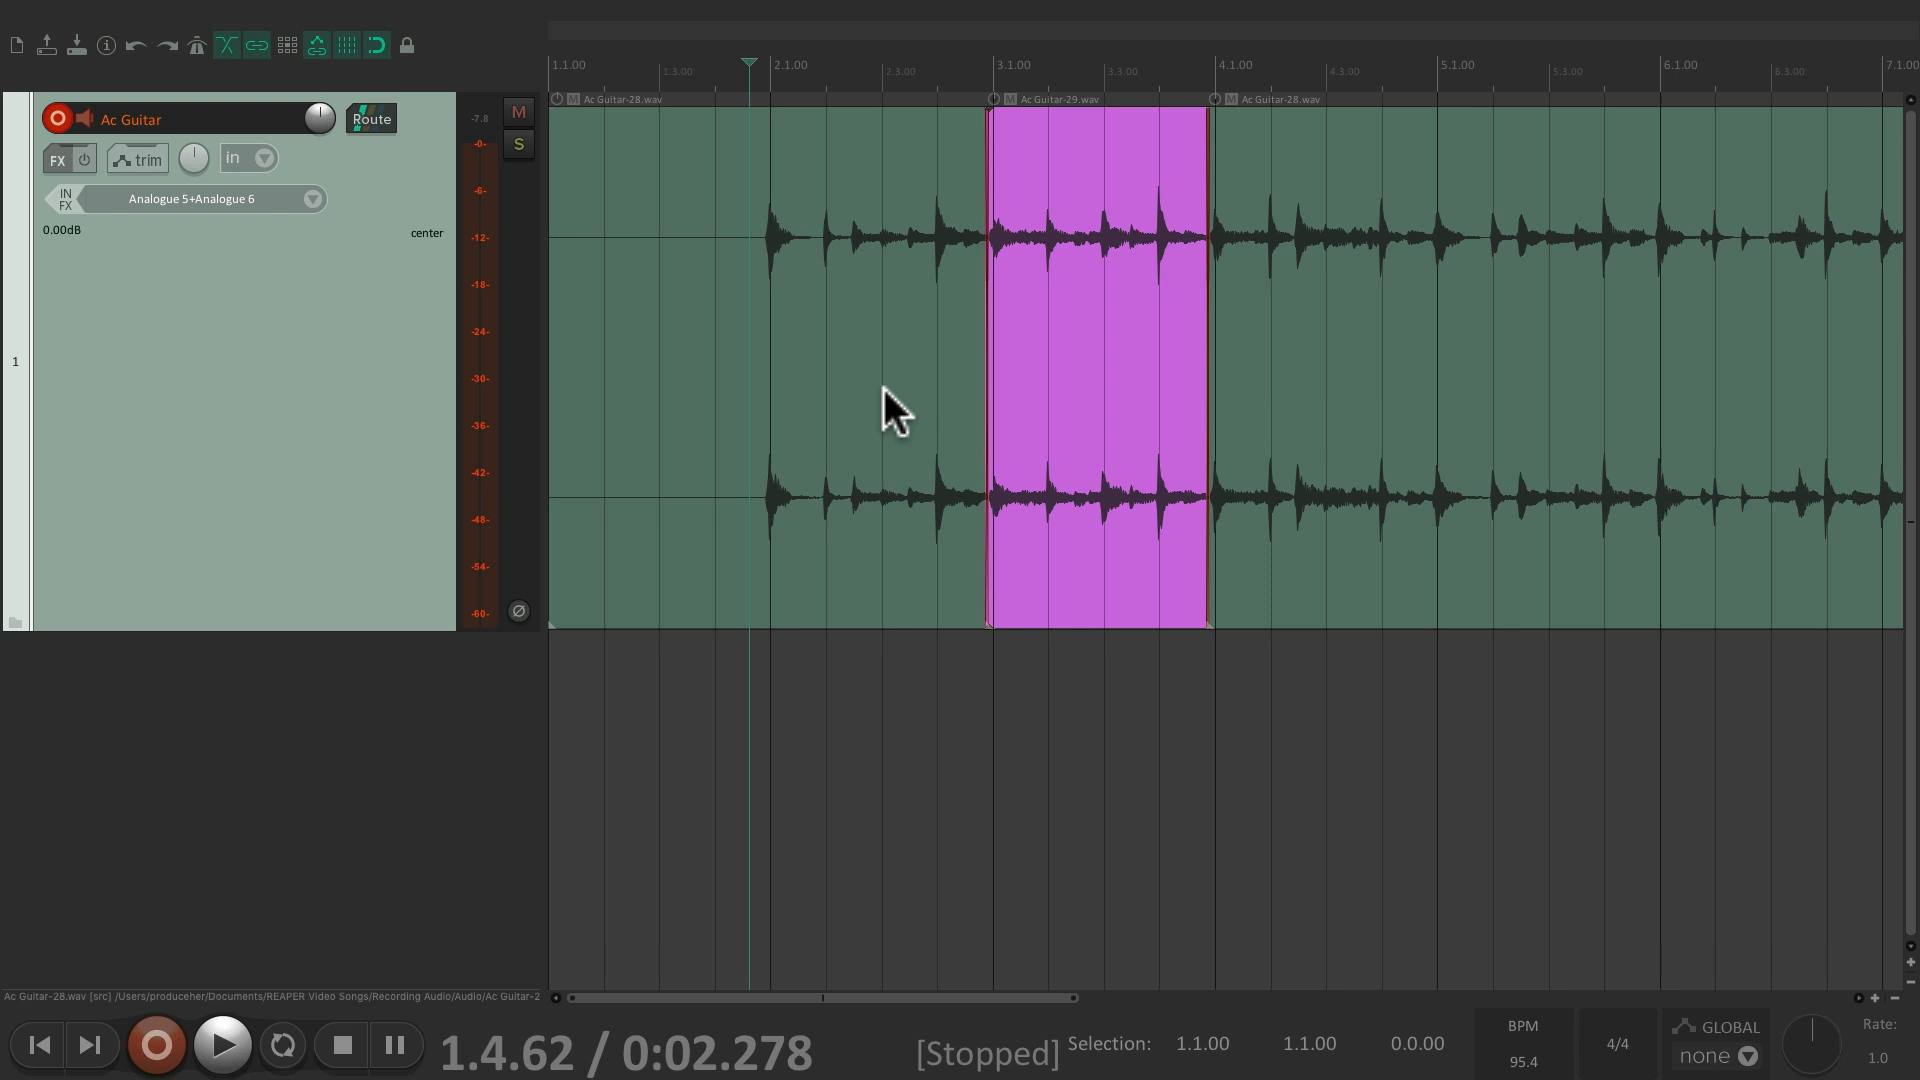 1.1.00 1.3.00 2.1.00 2.3.00 3.1.00 3.3.00 4.1.00 4.3.00 5.1.00 5.3.00 6.1.00 6.3.00 7.1.00
M Ac Guitar-28.wav M Ac Guitar-29.wav M Ac Guitar-28.wav
Ac Guitar Route
-7.8 M
S
FX trim in
IN FX Analogue 5+Analogue 6
0.00dB center
-0-
-6-
-12-
-18-
-24-
-30-
-36-
-42-
-48-
-54-
-60-
1
Ac Guitar-28.wav [src] /Users/produceher/Documents/REAPER Video Songs/Recording Audio/Audio/Ac Guitar-2
1.4.62 / 0:02.278 [Stopped] Selection: 1.1.00 1.1.00 0.0.00
BPM
95.4
4/4
GLOBAL
none
Rate:
1.0